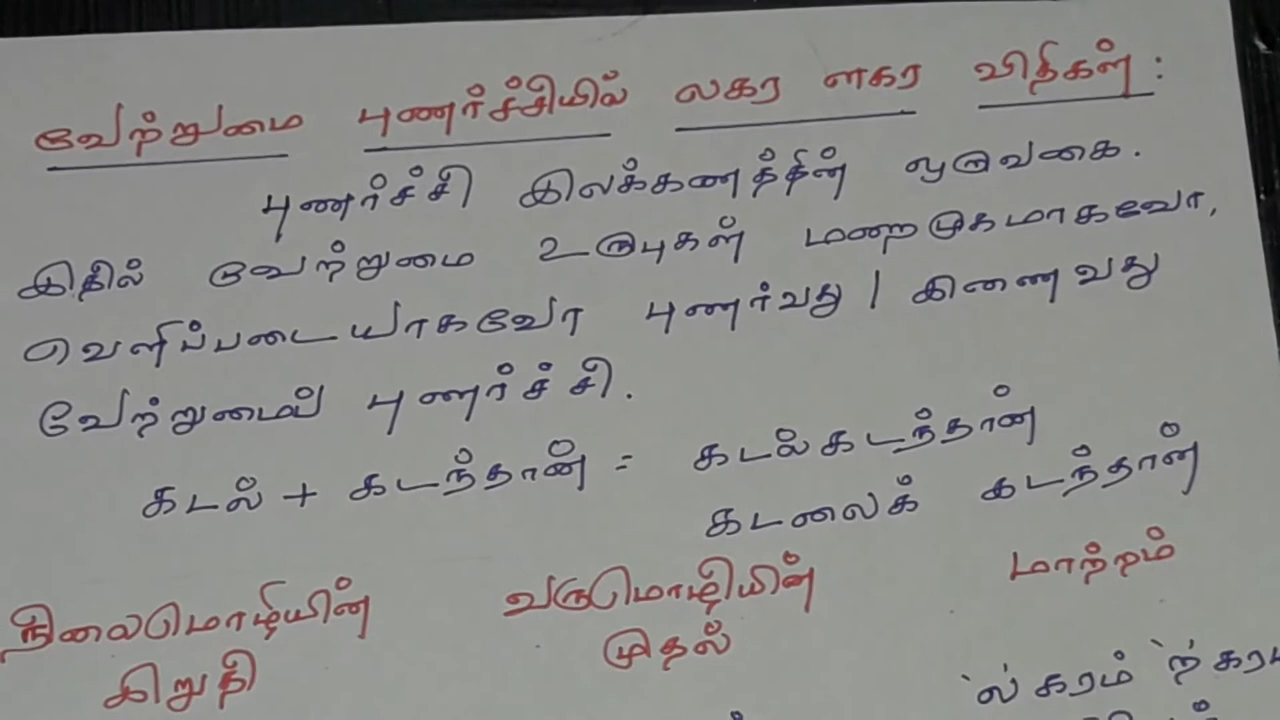 வேற்றுமை புணர்ச்சியில் லகர ளகர விதிகள் :
புணர்ச்சி இலக்கணத்தின் ஒருவகை.
இதில் வேற்றுமை உருபுகள் மறைமுகமாகவோ,
வெளிப்படையாகவோ புணர்வது / இணைவது
வேற்றுமைப் புணர்ச்சி.
கடல் + கடந்தான் = கடல்கடந்தான்
கடலைக் கடந்தான்
நிலைமொழியின் வருமொழியின் மாற்றம்
இறுதி முதல்
'ல்' கரம் 'ற்'